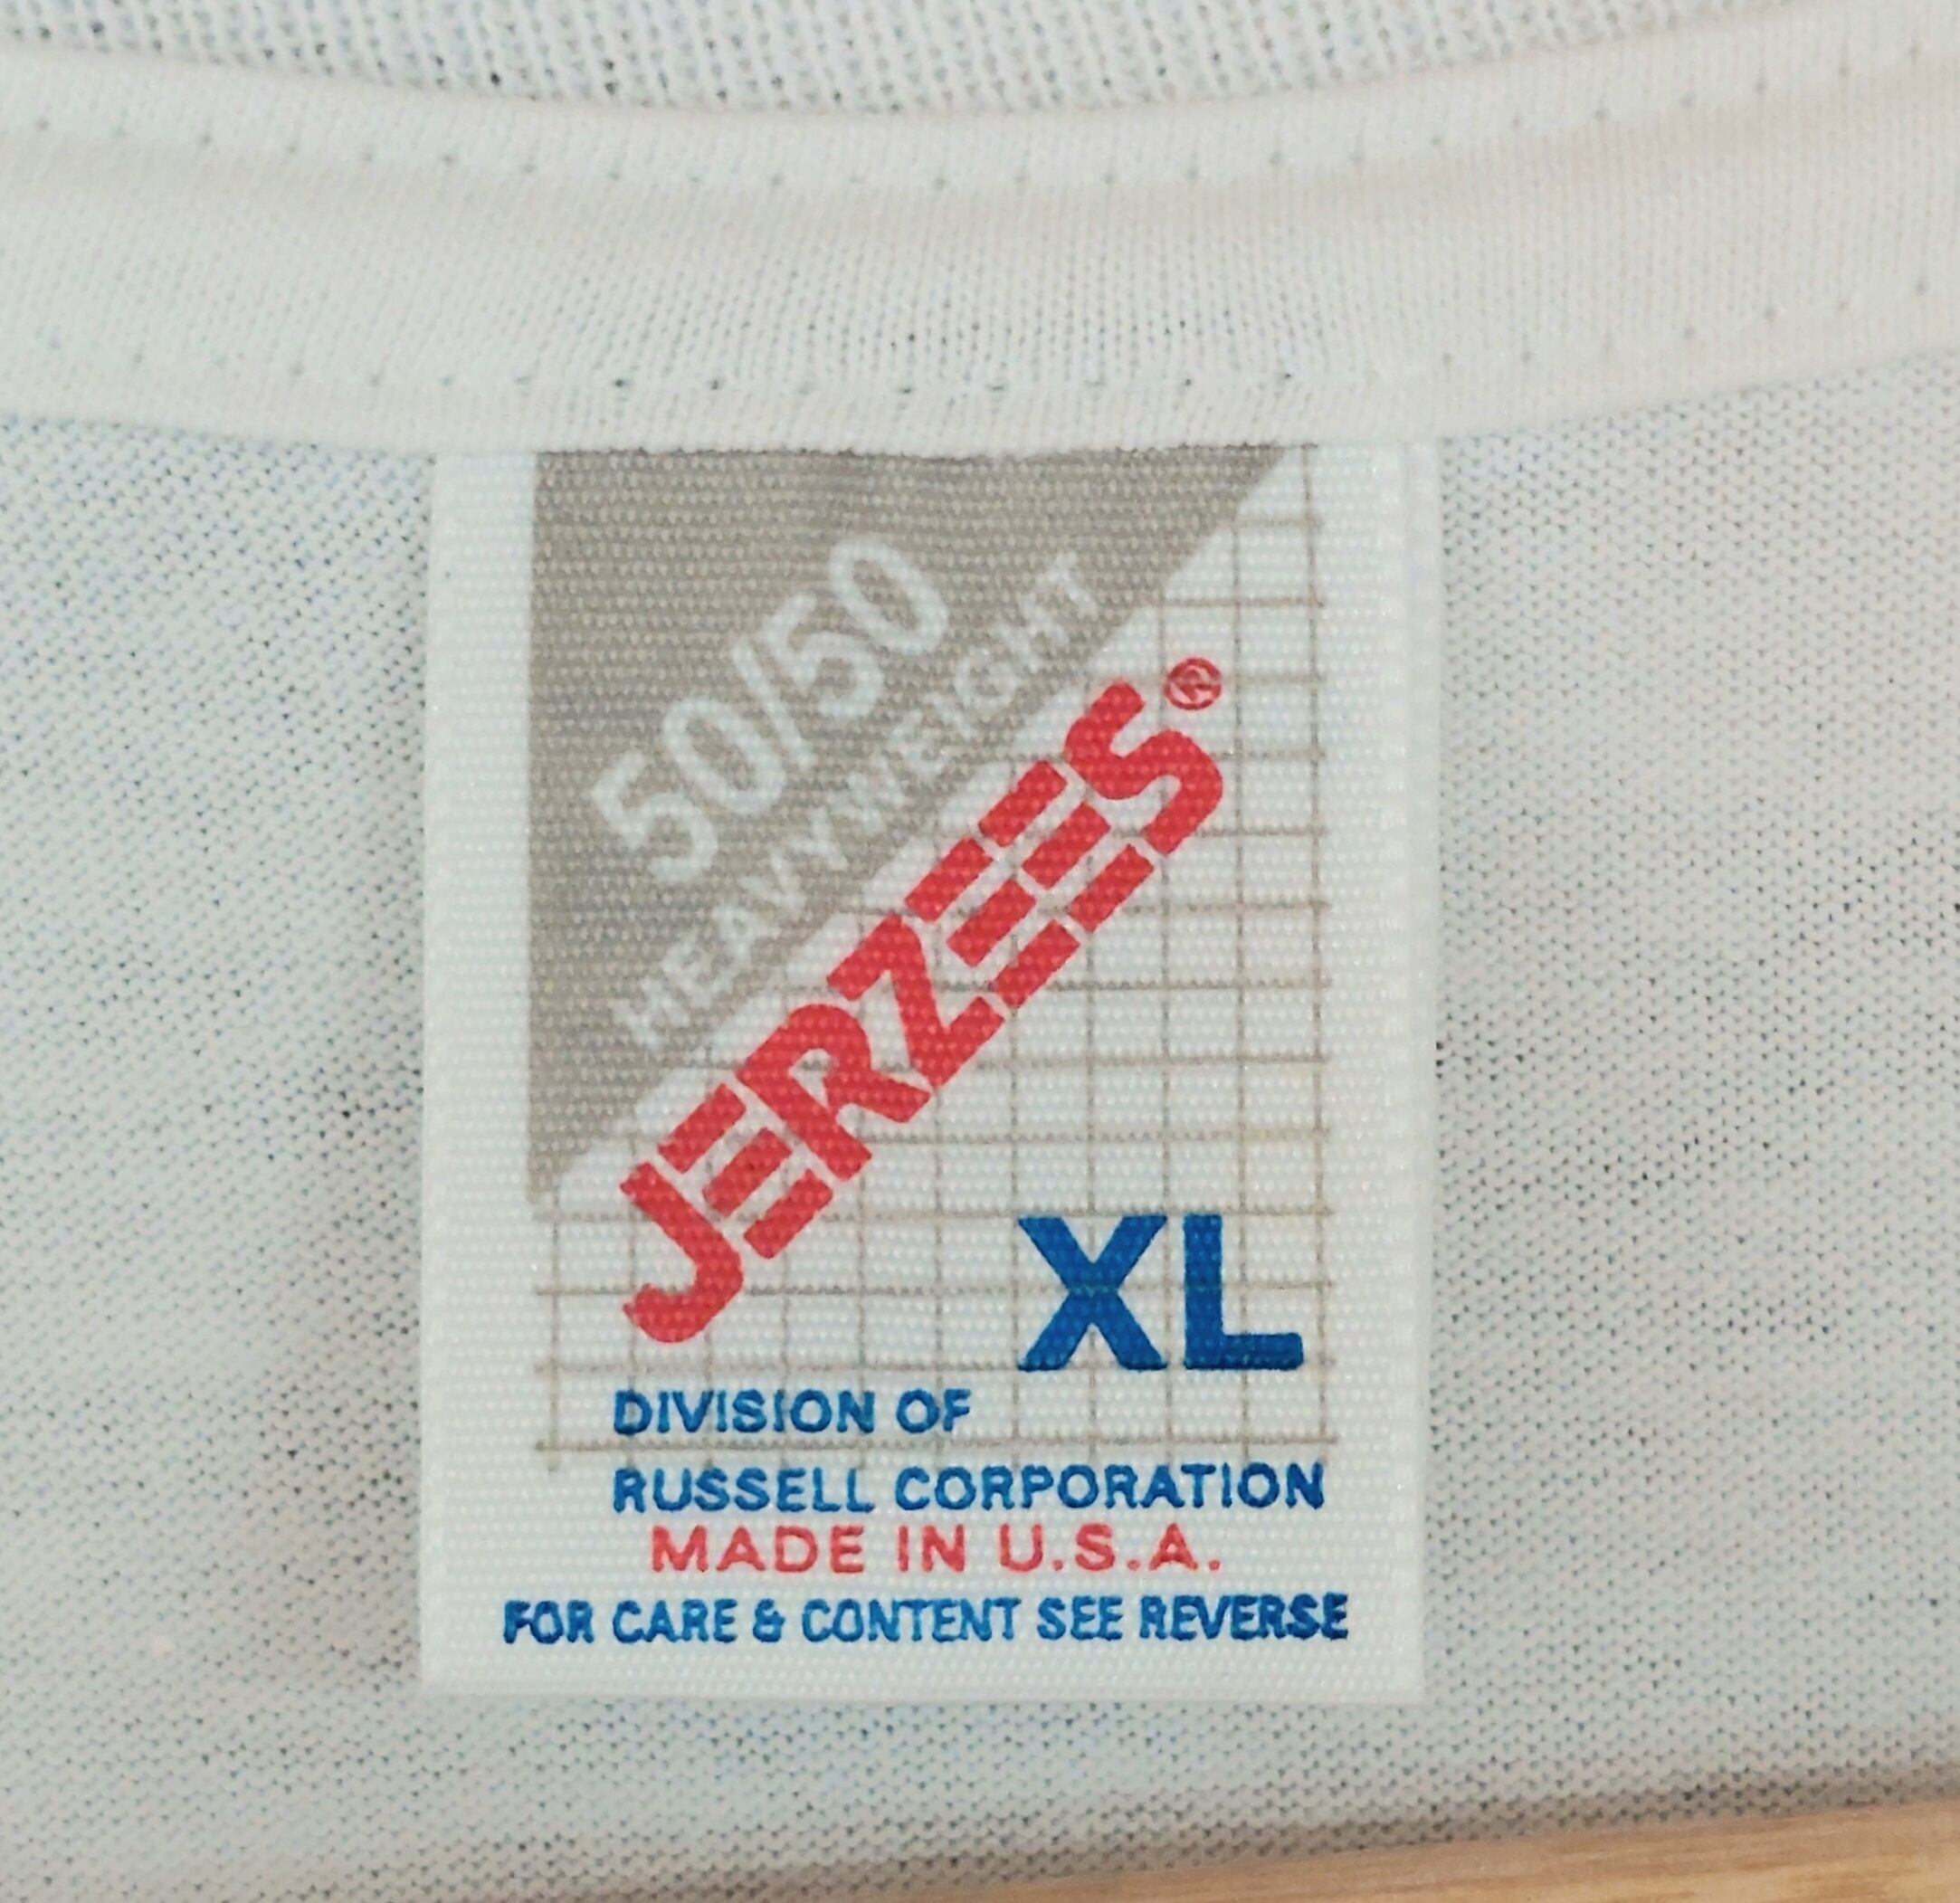 50/50
HEAVYWEIGHT
JERZEES®
XL
DIVISION OF
RUSSELL CORPORATION
MADE IN U.S.A.
FOR CARE & CONTENT SEE REVERSE